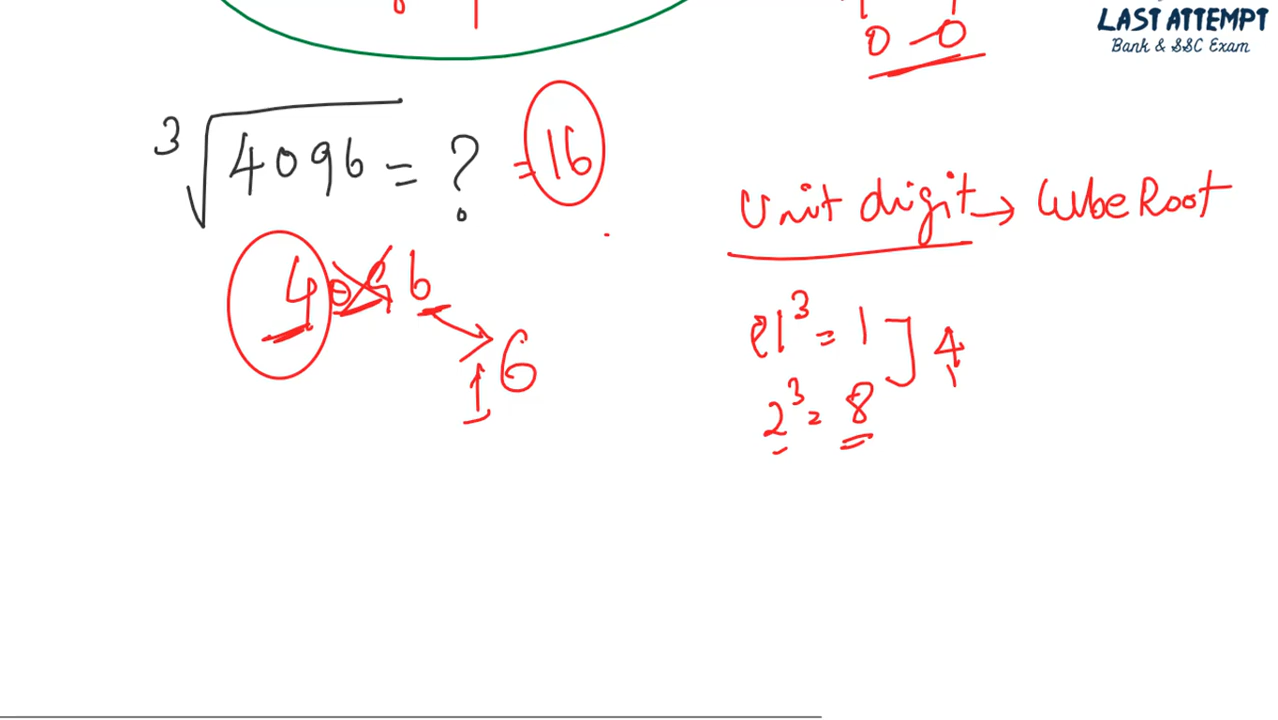 LAST ATTEMPT
Bank & SSC Exam
0 – 0
∛4096 = ? = 16
Unit digit → Cube Root
4096
16
1³ = 1 ] 4
2³ = 8